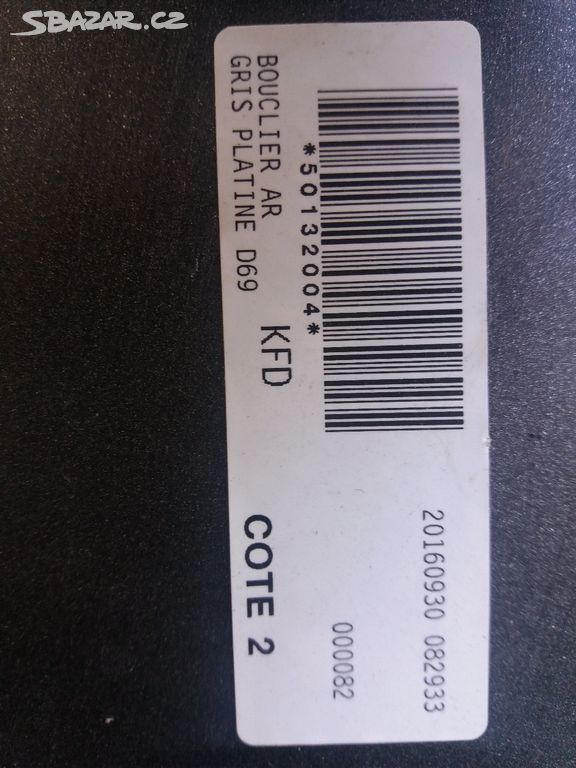 SBAZAR.CZ
*50132004*
BOUCLIER AR
GRIS PLATINE D69
KFD
20160930 082933
000082
COTE 2